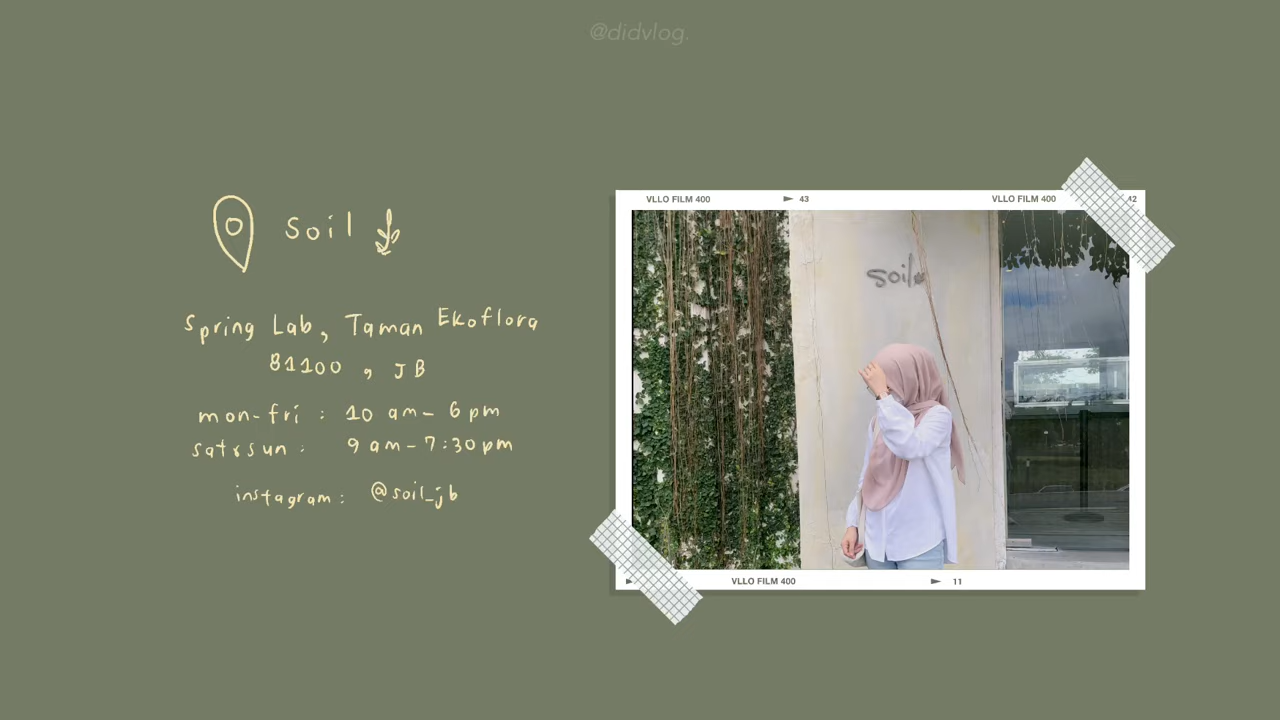 @didvlog.
soil
Spring Lab, Taman Ekoflora
81100, JB
mon-fri : 10 am - 6 pm
sat & sun : 9 am - 7:30 pm
instagram : @soil_jb
VLLO FILM 400 43 VLLO FILM 400 42
soil
VLLO FILM 400 11